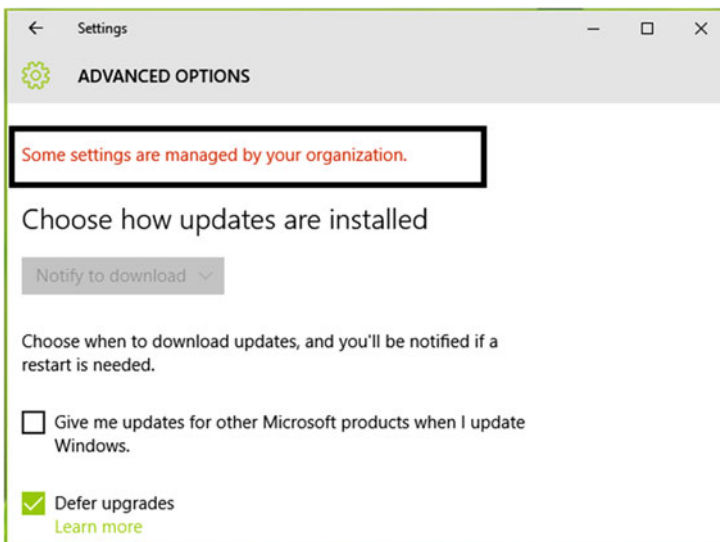 Settings
ADVANCED OPTIONS
Some settings are managed by your organization.
Choose how updates are installed
Notify to download
Choose when to download updates, and you'll be notified if a
restart is needed.
Give me updates for other Microsoft products when I update
Windows.
Defer upgrades
Learn more